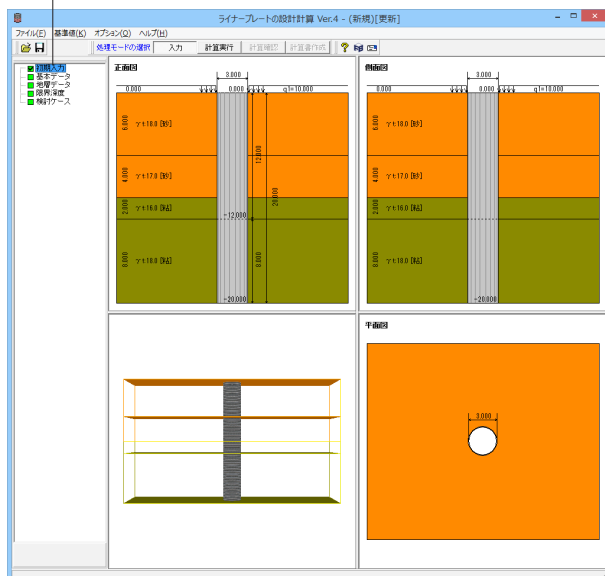 ライナープレートの設計計算 Ver.4 - (新規)[更新]
ファイル(F) 基準値(K) オプション(O) ヘルプ(H)
処理モードの選択 入力 計算実行 計算確認 計算書作成
初期入力
基本データ
地層データ
限界深度
検討ケース
正面図
3.000
0.000 0.000 q1=10.000
6.000 γt:18.0 [砂]
12.000
4.000 γt:17.0 [砂]
20.000
2.000 γt:16.0 [粘]
-12.000
8.000 γt:18.0 [粘] 8.000
-20.000
側面図
3.000
0.000 0.000 q1=10.000
6.000 γt:18.0 [砂]
4.000 γt:17.0 [砂]
2.000 γt:16.0 [粘]
8.000 γt:18.0 [粘]
-20.000
平面図
3.000